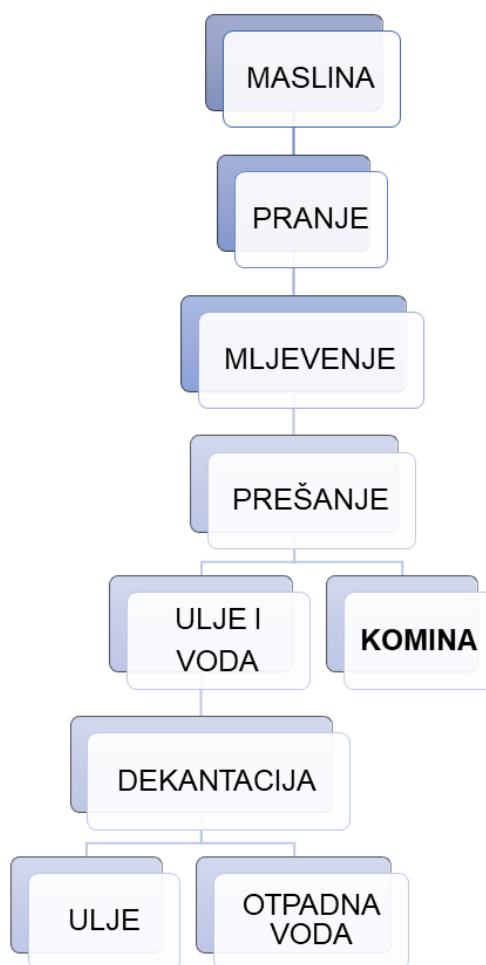 MASLINA
PRANJE
MLJEVENJE
PREŠANJE
ULJE I
VODA
KOMINA
DEKANTACIJA
ULJE
OTPADNA
VODA